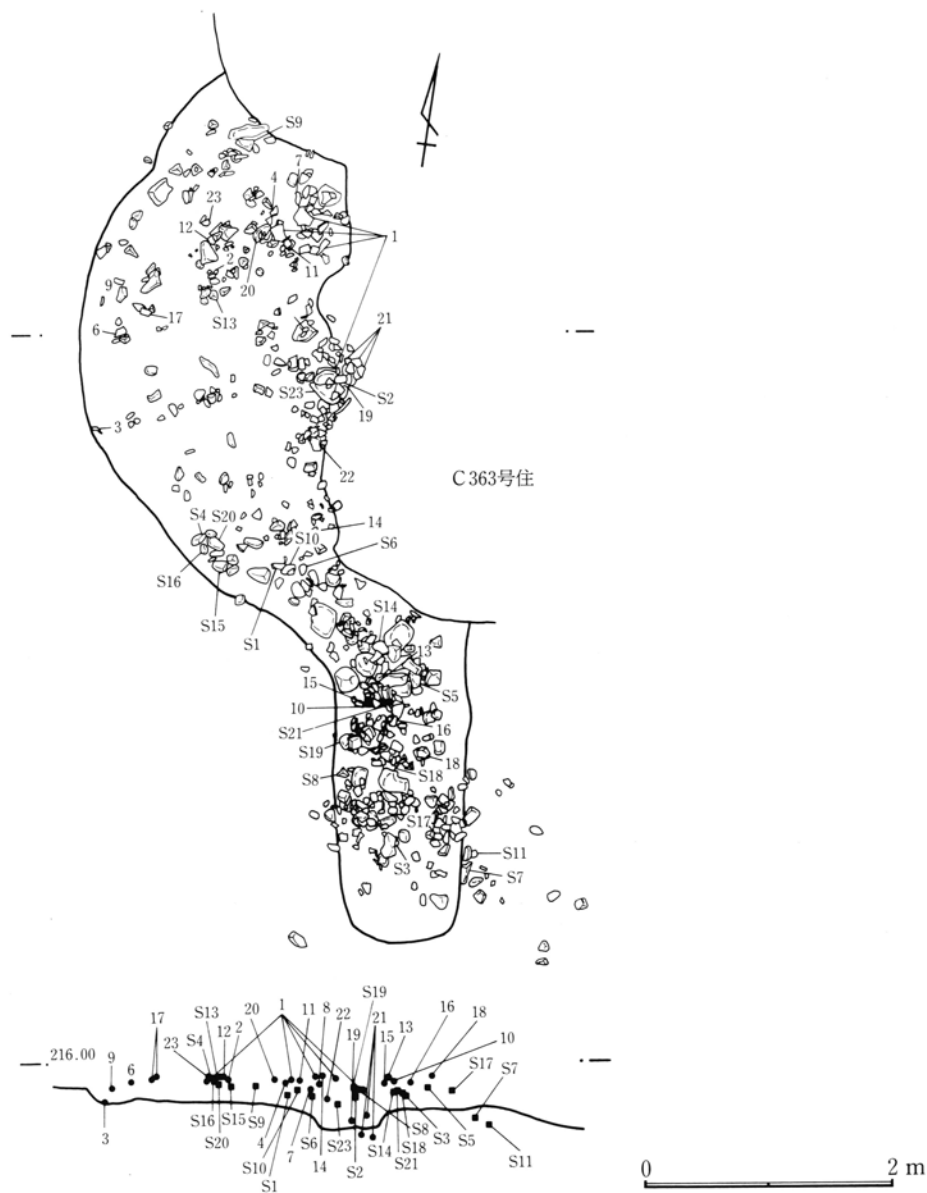 S9
7
4
23
12
1
2
11
20
9
S13
17
6
21
S23
S2
19
3
22
C363号住
S4
S20
14
S10
S6
S16
S15
S1
S14
13
15
S5
10
S21
16
S19
18
S8
S18
S17
S11
S3
S7
S19
1
21
S13
20
11
8
22
19
15
13
16
18
17
S4
12
2
10
23
S17
216.00
9
6
S7
3
S16
S15
S9
S8
S5
S20
4
S6
S23
S14
S18
S3
S10
7
14
S2
S21
S11
S1
0
2 m